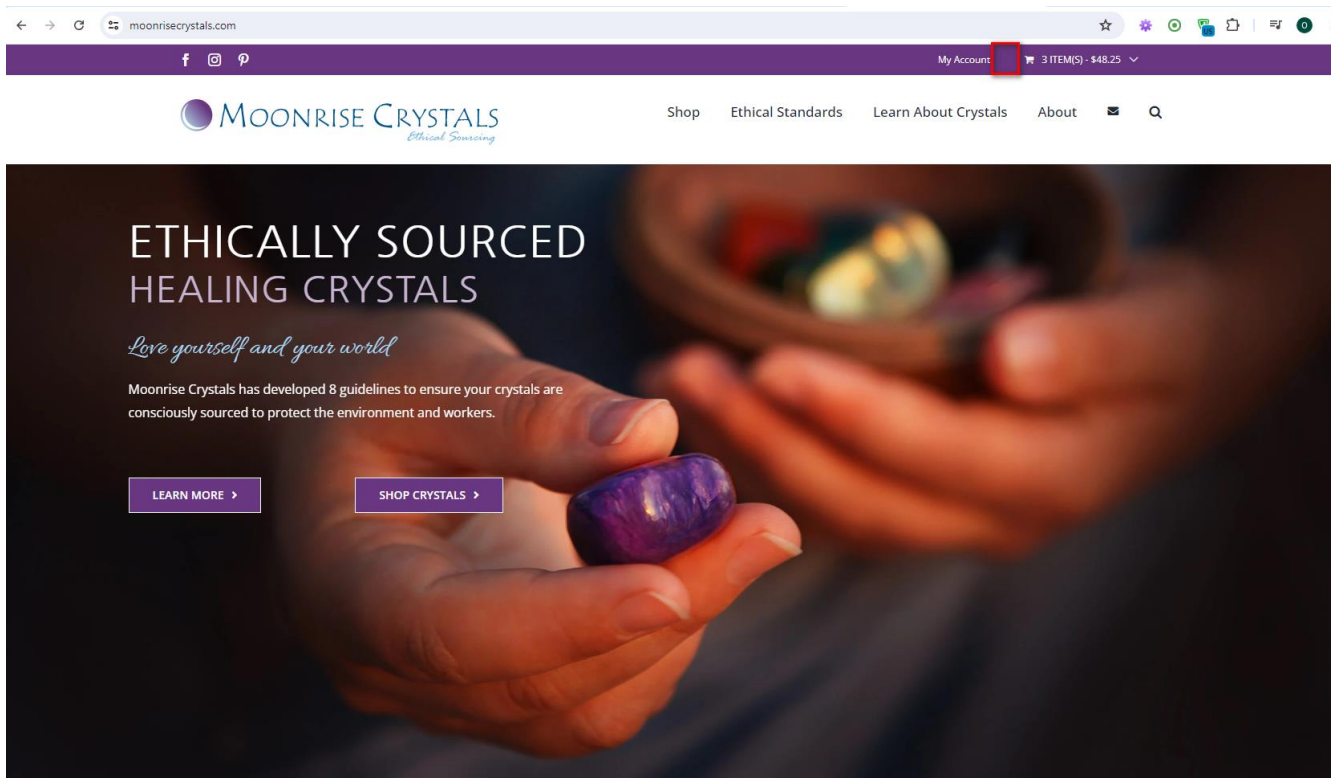 moonrisecrystals.com
US
O
My Account
3 ITEM(S) - $48.25
MOONRISE CRYSTALS
Ethical Sourcing
Shop
Ethical Standards
Learn About Crystals
About
ETHICALLY SOURCED
HEALING CRYSTALS
Love yourself and your world
Moonrise Crystals has developed 8 guidelines to ensure your crystals are
consciously sourced to protect the environment and workers.
LEARN MORE >
SHOP CRYSTALS >